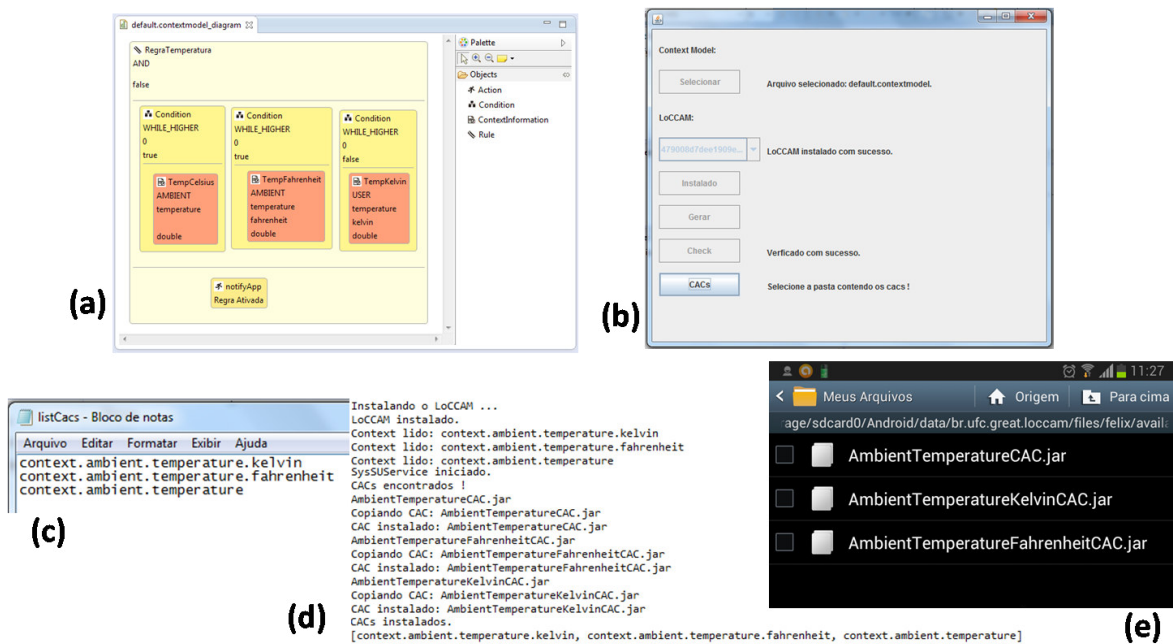 default.contextmodel_diagram
RegraTemperatura
AND
false
Condition
WHILE_HIGHER
0
true
TempCelsius
AMBIENT
temperature
double
Condition
WHILE_HIGHER
0
true
TempFahrenheit
AMBIENT
temperature
fahrenheit
double
Condition
WHILE_HIGHER
0
false
TempKelvin
USER
temperature
kelvin
double
notifyApp
Regra Ativada
Palette
Objects
Action
Condition
ContextInformation
Rule
(a)
Context Model:
Selecionar
Arquivo selecionado: default.contextmodel.
LoCCAM:
479008d7dee1909e...
LoCCAM instalado com sucesso.
Instalado
Gerar
Check
Verficado com sucesso.
CACs
Selecione a pasta contendo os cacs !
(b)
listCacs - Bloco de notas
Arquivo Editar Formatar Exibir Ajuda
context.ambient.temperature.kelvin
context.ambient.temperature.fahrenheit
context.ambient.temperature
(c)
Instalando o LoCCAM ...
LoCCAM instalado.
Context lido: context.ambient.temperature.kelvin
Context lido: context.ambient.temperature.fahrenheit
Context lido: context.ambient.temperature
SysSUService iniciado.
CACs encontrados !
AmbientTemperatureCAC.jar
Copiando CAC: AmbientTemperatureCAC.jar
CAC instalado: AmbientTemperatureCAC.jar
AmbientTemperatureFahrenheitCAC.jar
Copiando CAC: AmbientTemperatureFahrenheitCAC.jar
CAC instalado: AmbientTemperatureFahrenheitCAC.jar
AmbientTemperatureKelvinCAC.jar
Copiando CAC: AmbientTemperatureKelvinCAC.jar
CAC instalado: AmbientTemperatureKelvinCAC.jar
CACs instalados.
[context.ambient.temperature.kelvin, context.ambient.temperature.fahrenheit, context.ambient.temperature]
(d)
11:27
Meus Arquivos
Origem
Para cima
rage/sdcard0/Android/data/br.ufc.great.loccam/files/felix/availa
AmbientTemperatureCAC.jar
AmbientTemperatureKelvinCAC.jar
AmbientTemperatureFahrenheitCAC.jar
(e)